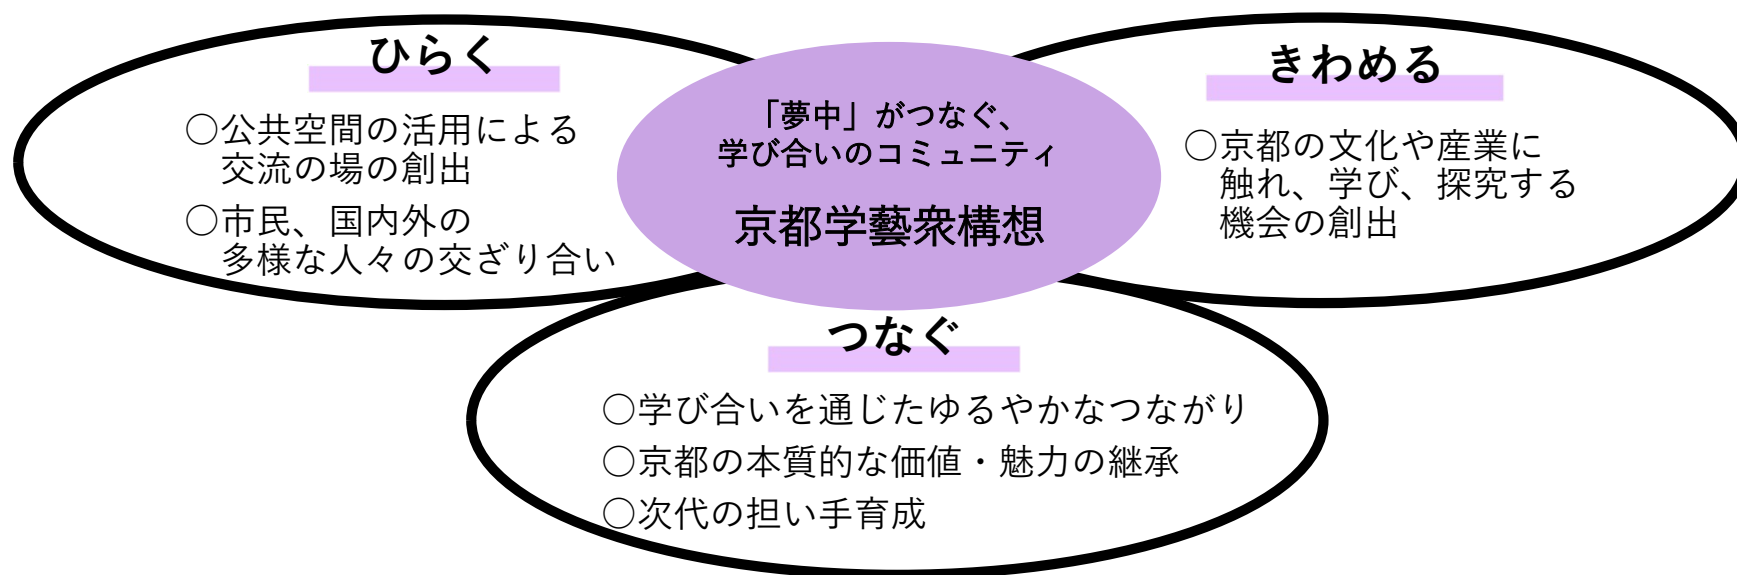 ひらく
○公共空間の活用による
交流の場の創出
○市民、国内外の
多様な人々の交ざり合い
「夢中」がつなぐ、
学び合いのコミュニティ
京都学藝衆構想
きわめる
○京都の文化や産業に
触れ、学び、探究する
機会の創出
つなぐ
○学び合いを通じたゆるやかなつながり
○京都の本質的な価値・魅力の継承
○次代の担い手育成